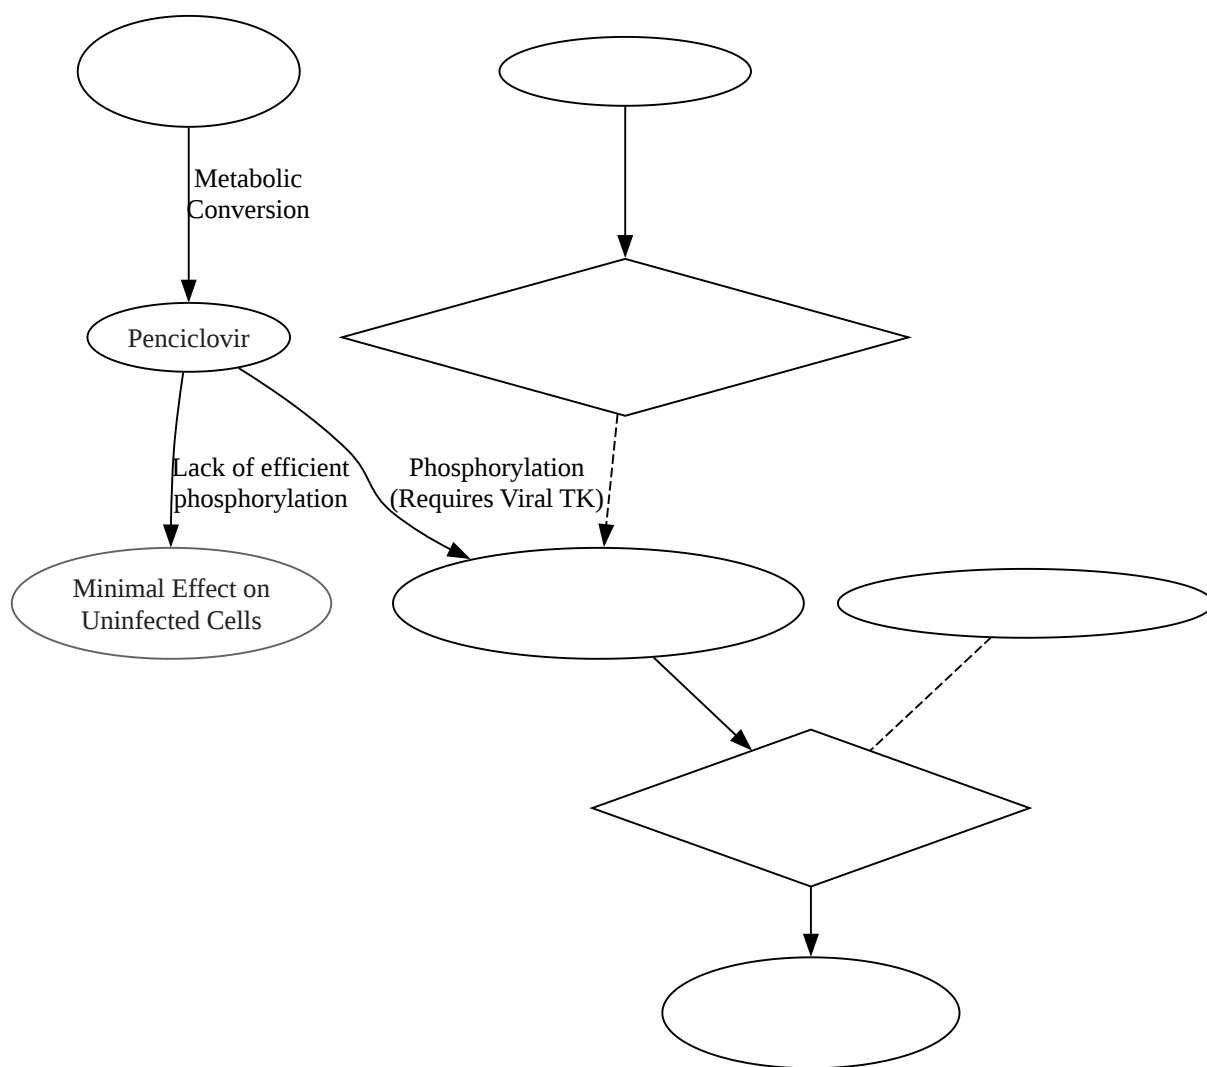 Metabolic
Conversion
Penciclovir
Lack of efficient
phosphorylation
Phosphorylation
(Requires Viral TK)
Minimal Effect on
Uninfected Cells